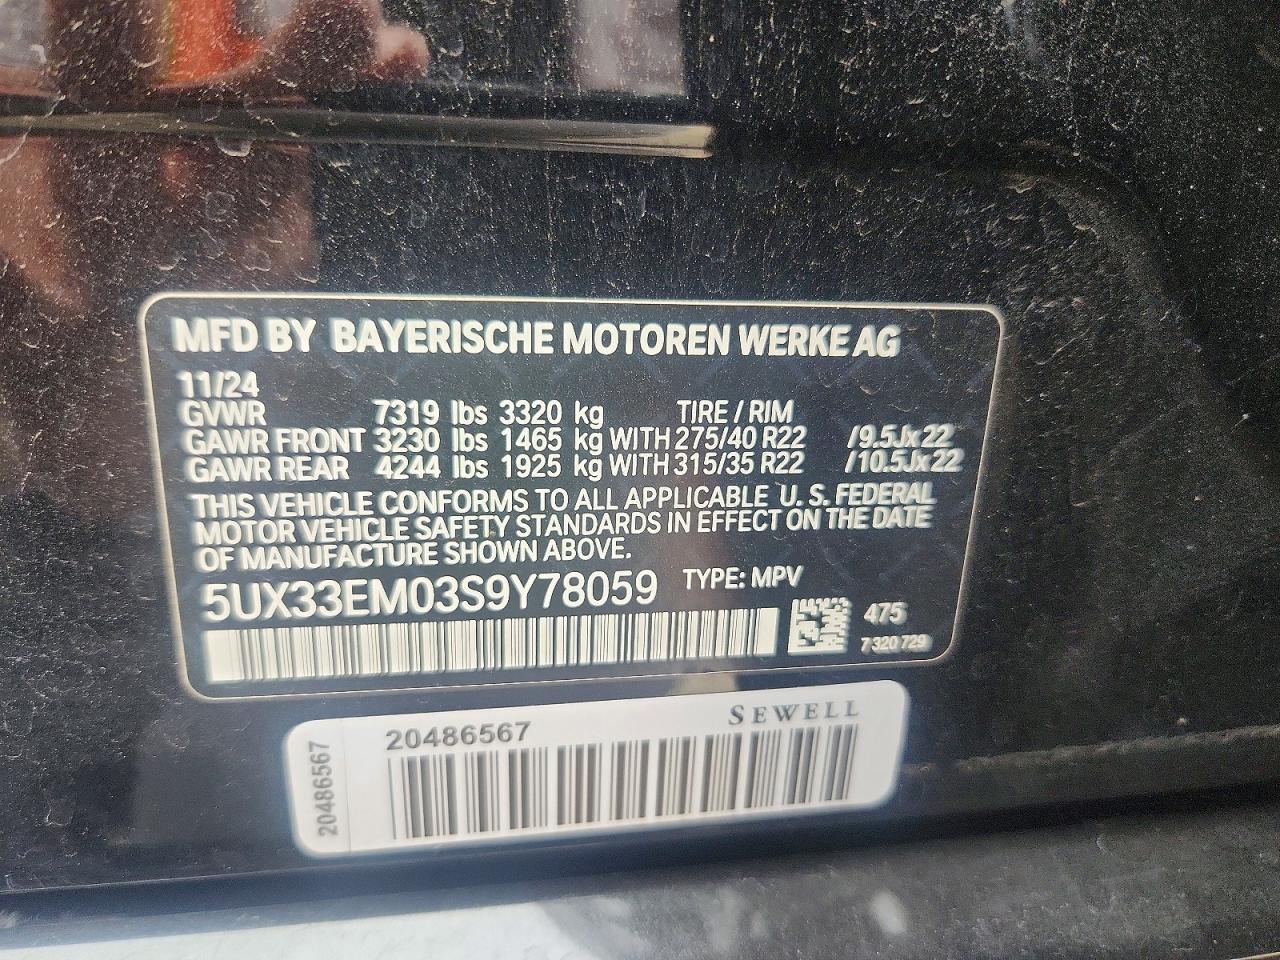 MFD BY BAYERISCHE MOTOREN WERKE AG
11/24
GVWR 7319 lbs 3320 kg TIRE / RIM
GAWR FRONT 3230 lbs 1465 kg WITH 275/40 R22 /9.5Jx22
GAWR REAR 4244 lbs 1925 kg WITH 315/35 R22 /10.5Jx22
THIS VEHICLE CONFORMS TO ALL APPLICABLE U. S. FEDERAL
MOTOR VEHICLE SAFETY STANDARDS IN EFFECT ON THE DATE
OF MANUFACTURE SHOWN ABOVE.
5UX33EM03S9Y78059 TYPE: MPV
475
7 320 729
20486567 SEWELL
20486567